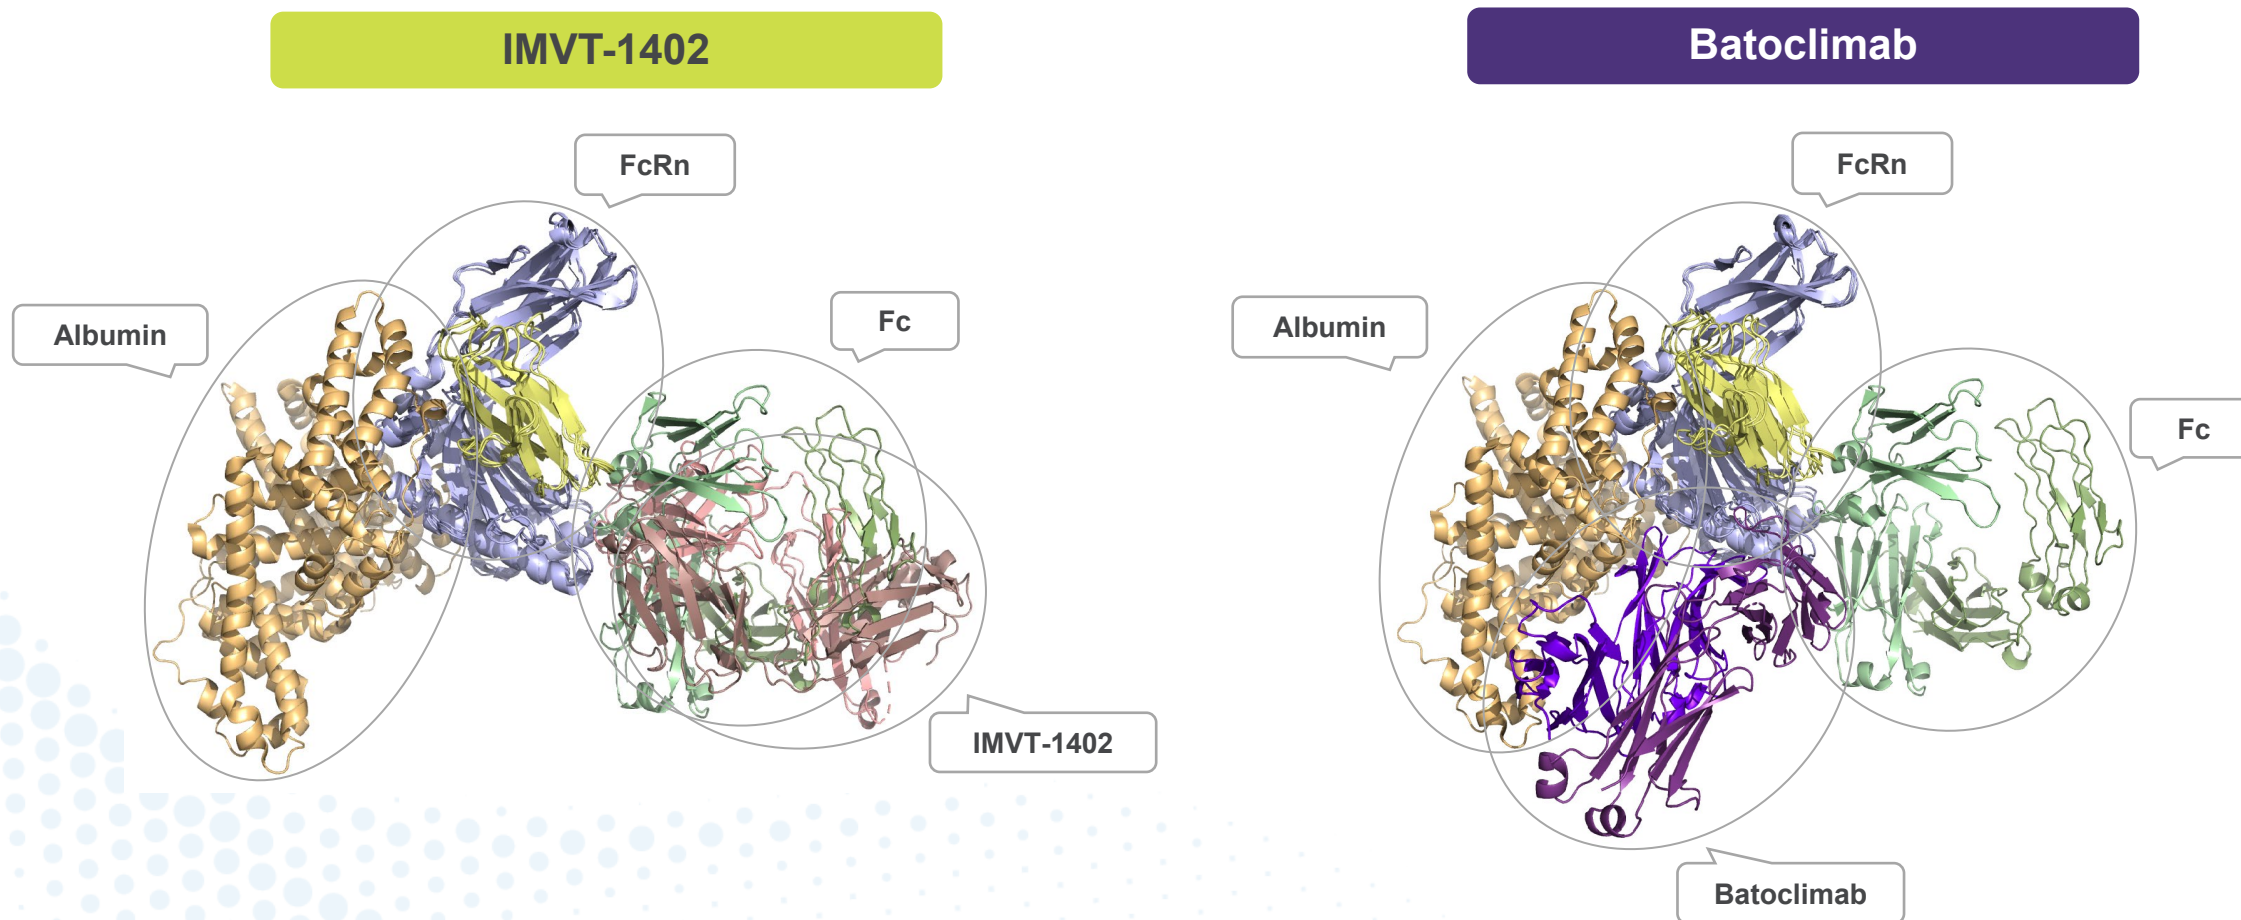 IMVT-1402
FcRn
Albumin
Fc
IMVT-1402
Batoclimab
FcRn
Albumin
Fc
Batoclimab